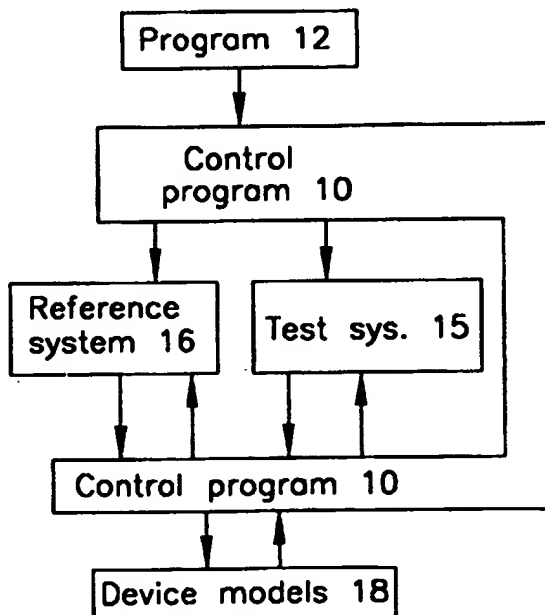 Program 12
Control
program 10
Reference
system 16
Test sys. 15
Control program 10
Device models 18